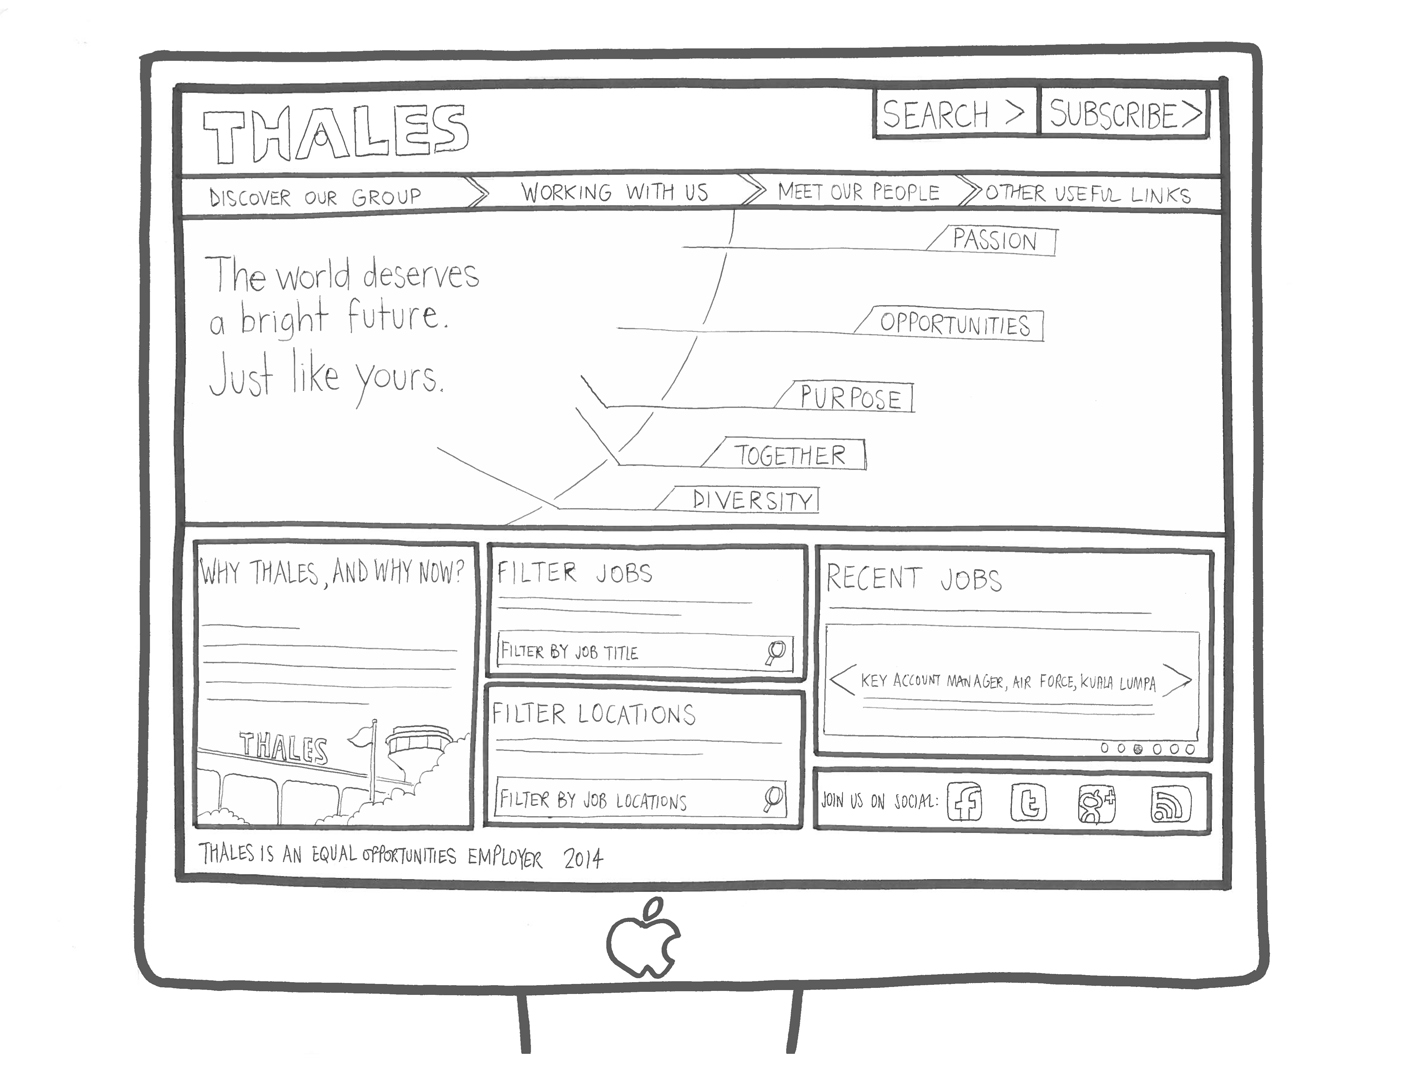 THALES
SEARCH >
SUBSCRIBE>
DISCOVER OUR GROUP
WORKING WITH US
MEET OUR PEOPLE
OTHER USEFUL LINKS
The world deserves
a bright future.
Just like yours.
PASSION
OPPORTUNITIES
PURPOSE
TOGETHER
DIVERSITY
WHY THALES, AND WHY NOW?
THALES
FILTER JOBS
FILTER BY JOB TITLE
FILTER LOCATIONS
FILTER BY JOB LOCATIONS
RECENT JOBS
KEY ACCOUNT MANAGER, AIR FORCE, KUALA LUMPA
JOIN US ON SOCIAL:
f
t
g+
THALES IS AN EQUAL OPPORTUNITIES EMPLOYER 2014